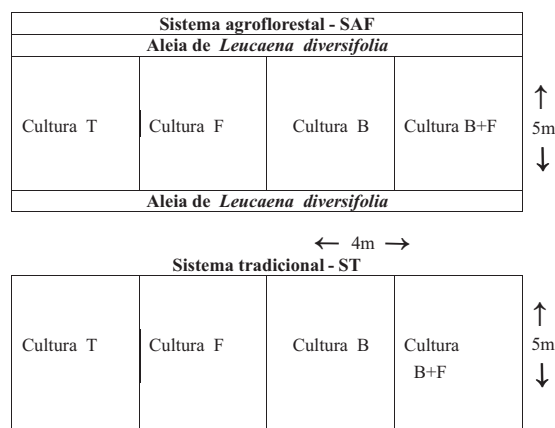 Sistema agroflorestal - SAF
Aleia de Leucaena diversifolia
Cultura T Cultura F Cultura B Cultura B+F
↑
5m
↓
Aleia de Leucaena diversifolia
← 4m →
Sistema tradicional - ST
Cultura T Cultura F Cultura B Cultura
B+F
↑
5m
↓